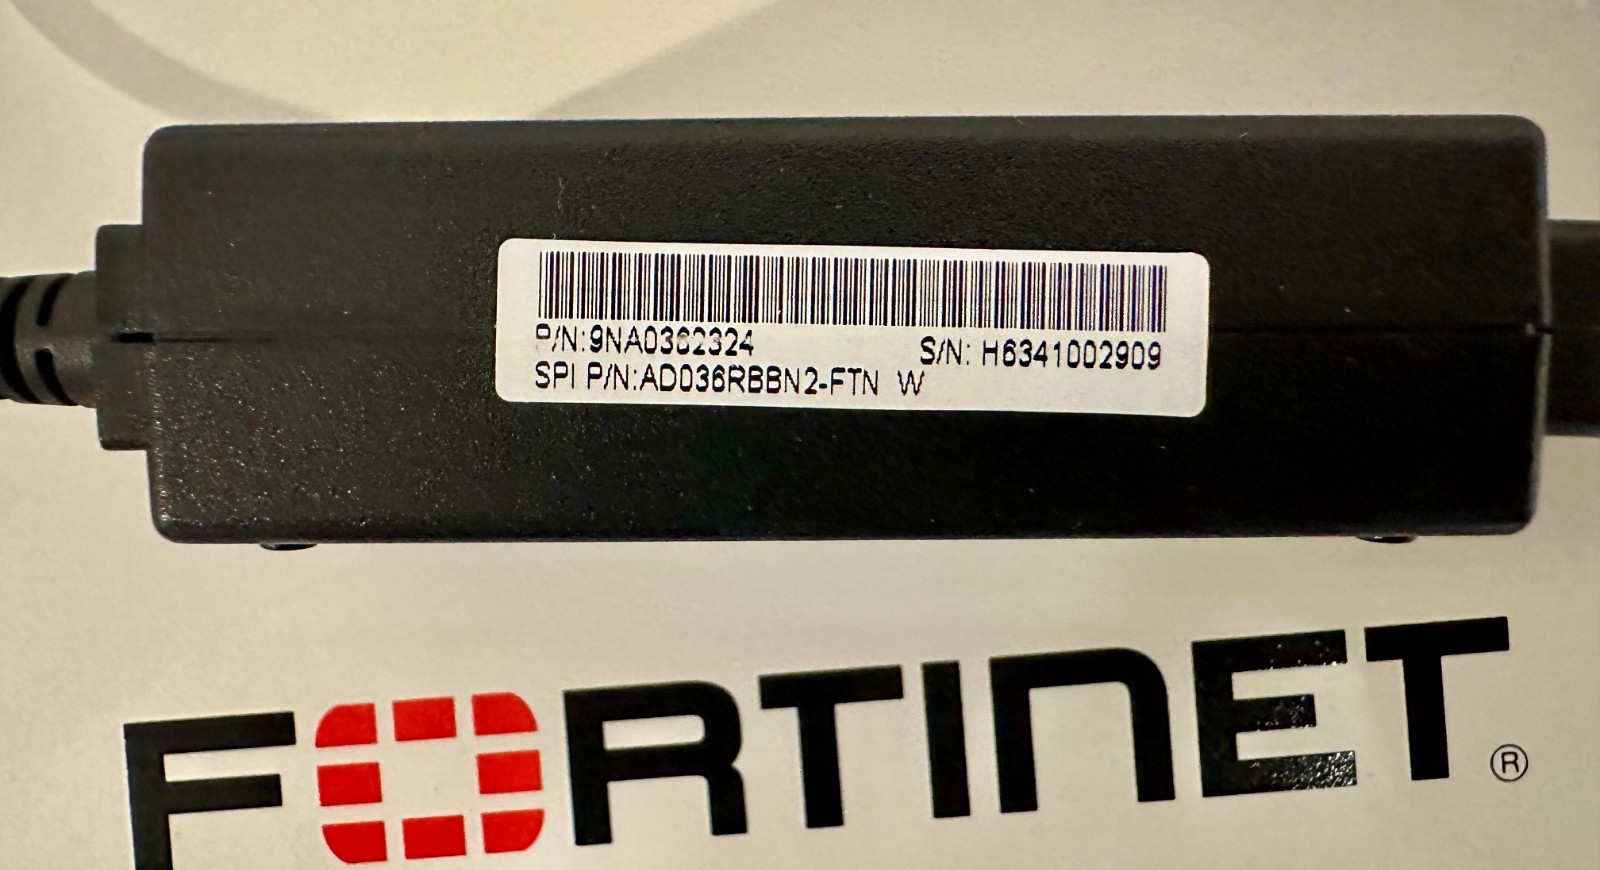 P/N:9NA0362324
S/N: H6341002909
SPI P/N:AD036RBBN2-FTN W
FORTINET®